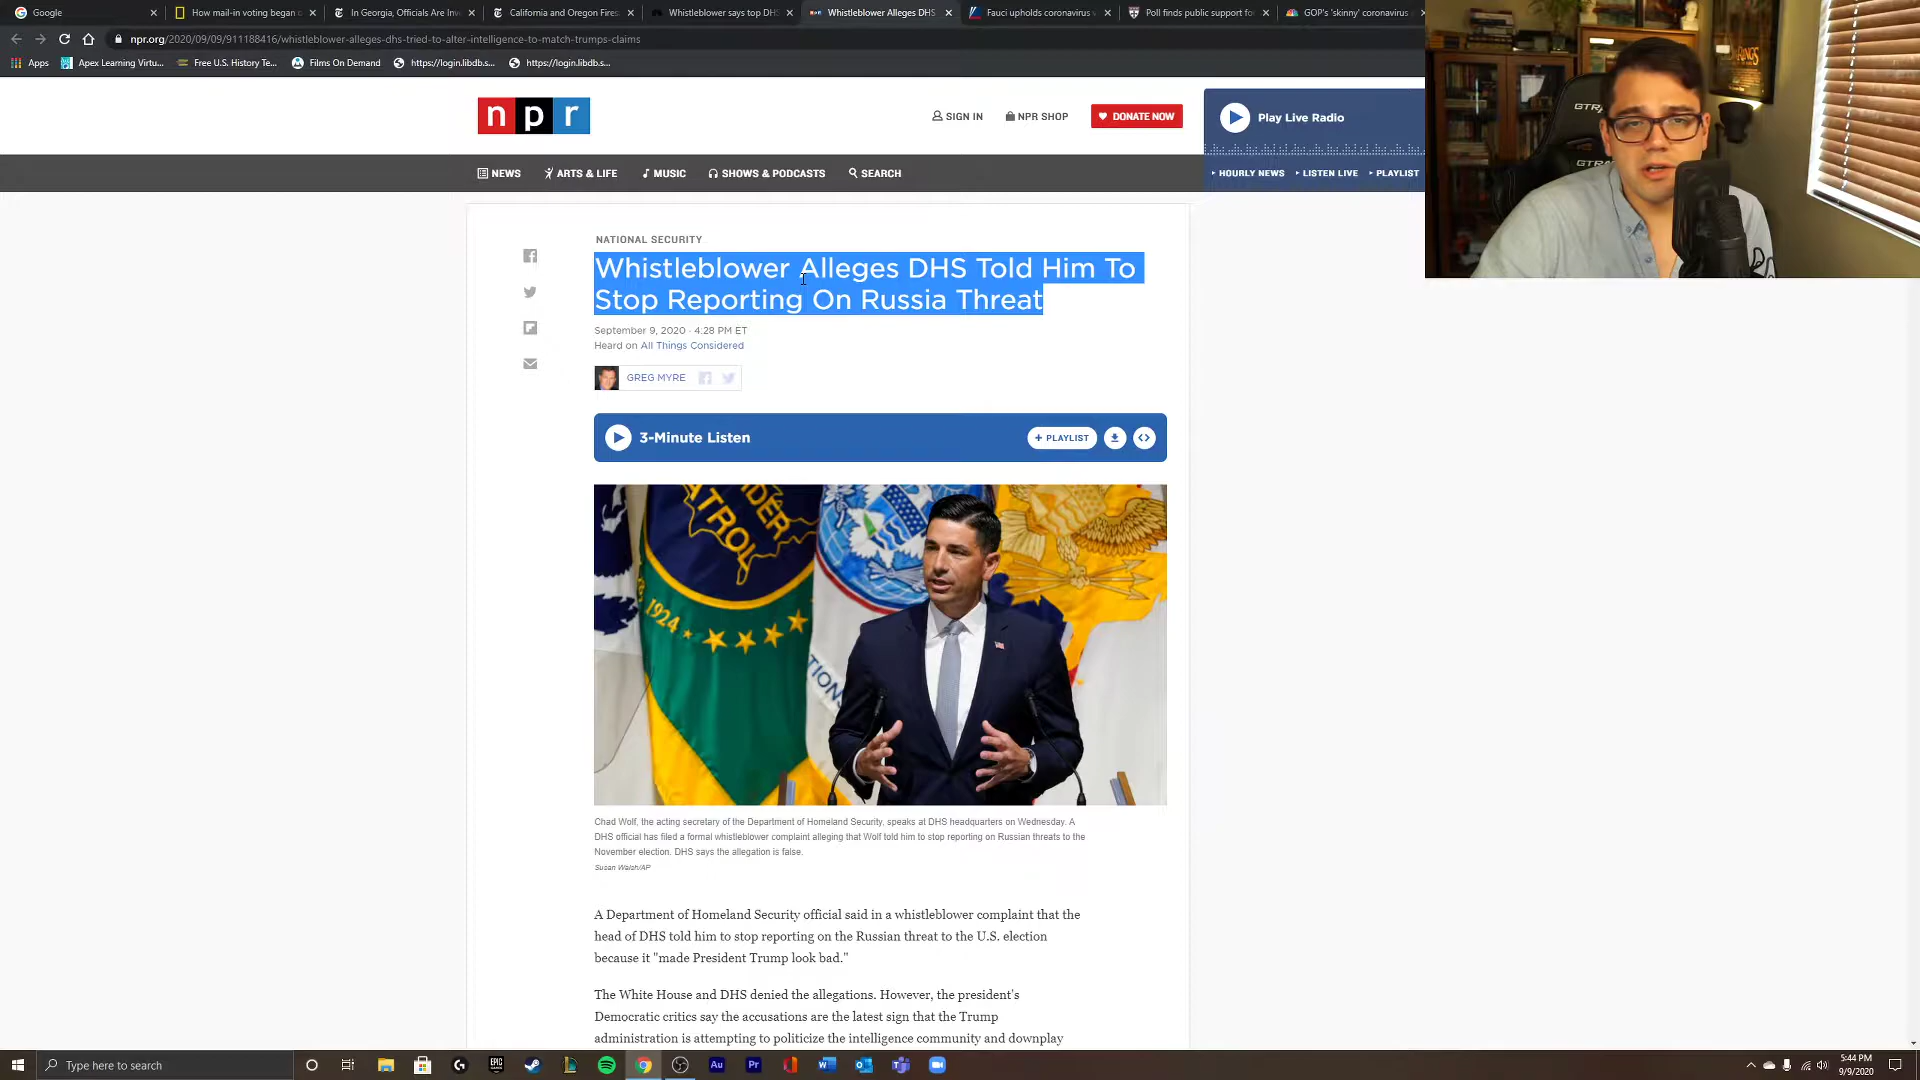 Google
How mail-in voting began o
In Georgia, Officials Are Inv
California and Oregon Fires
Whistleblower says top DHS
Whistleblower Alleges DHS
Fauci upholds coronavirus v
Poll finds public support fo
GOP's 'skinny' coronavirus
npr.org/2020/09/09/911188416/whistleblower-alleges-dhs-tried-to-alter-intelligence-to-match-trumps-claims
Apps
Apex Learning Virtu...
Free U.S. History Te...
Films On Demand
https://login.libdb.s...
https://login.libdb.s...
npr
SIGN IN
NPR SHOP
DONATE NOW
Play Live Radio
HOURLY NEWS
LISTEN LIVE
PLAYLIST
NEWS
ARTS & LIFE
MUSIC
SHOWS & PODCASTS
SEARCH
NATIONAL SECURITY
Whistleblower Alleges DHS Told Him To
Stop Reporting On Russia Threat
September 9, 2020 · 4:28 PM ET
Heard on All Things Considered
GREG MYRE
3-Minute Listen
+ PLAYLIST
PATROL
1924
Chad Wolf, the acting secretary of the Department of Homeland Security, speaks at DHS headquarters on Wednesday. A
DHS official has filed a formal whistleblower complaint alleging that Wolf told him to stop reporting on Russian threats to the
November election. DHS says the allegation is false.
Susan Walsh/AP
A Department of Homeland Security official said in a whistleblower complaint that the
head of DHS told him to stop reporting on the Russian threat to the U.S. election
because it "made President Trump look bad."
The White House and DHS denied the allegations. However, the president's
Democratic critics say the accusations are the latest sign that the Trump
administration is attempting to politicize the intelligence community and downplay
Type here to search
EPIC
GAMES
Au
Pr
5:44 PM
9/9/2020